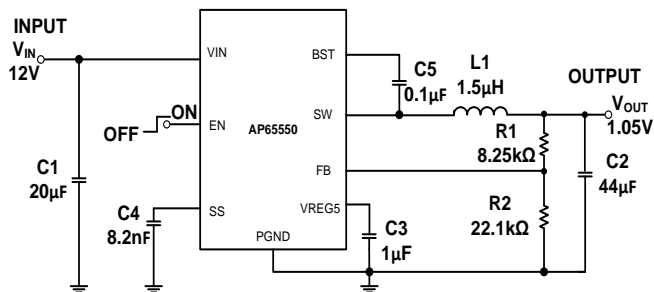 INPUT
VIN
12V
C1
20μF
OFF
ON
C4
8.2nF
VIN
EN
SS
AP65550
PGND
BST
SW
FB
VREG5
C5
0.1μF
L1
1.5μH
C3
1μF
R1
8.25kΩ
R2
22.1kΩ
OUTPUT
VOUT
1.05V
C2
44μF